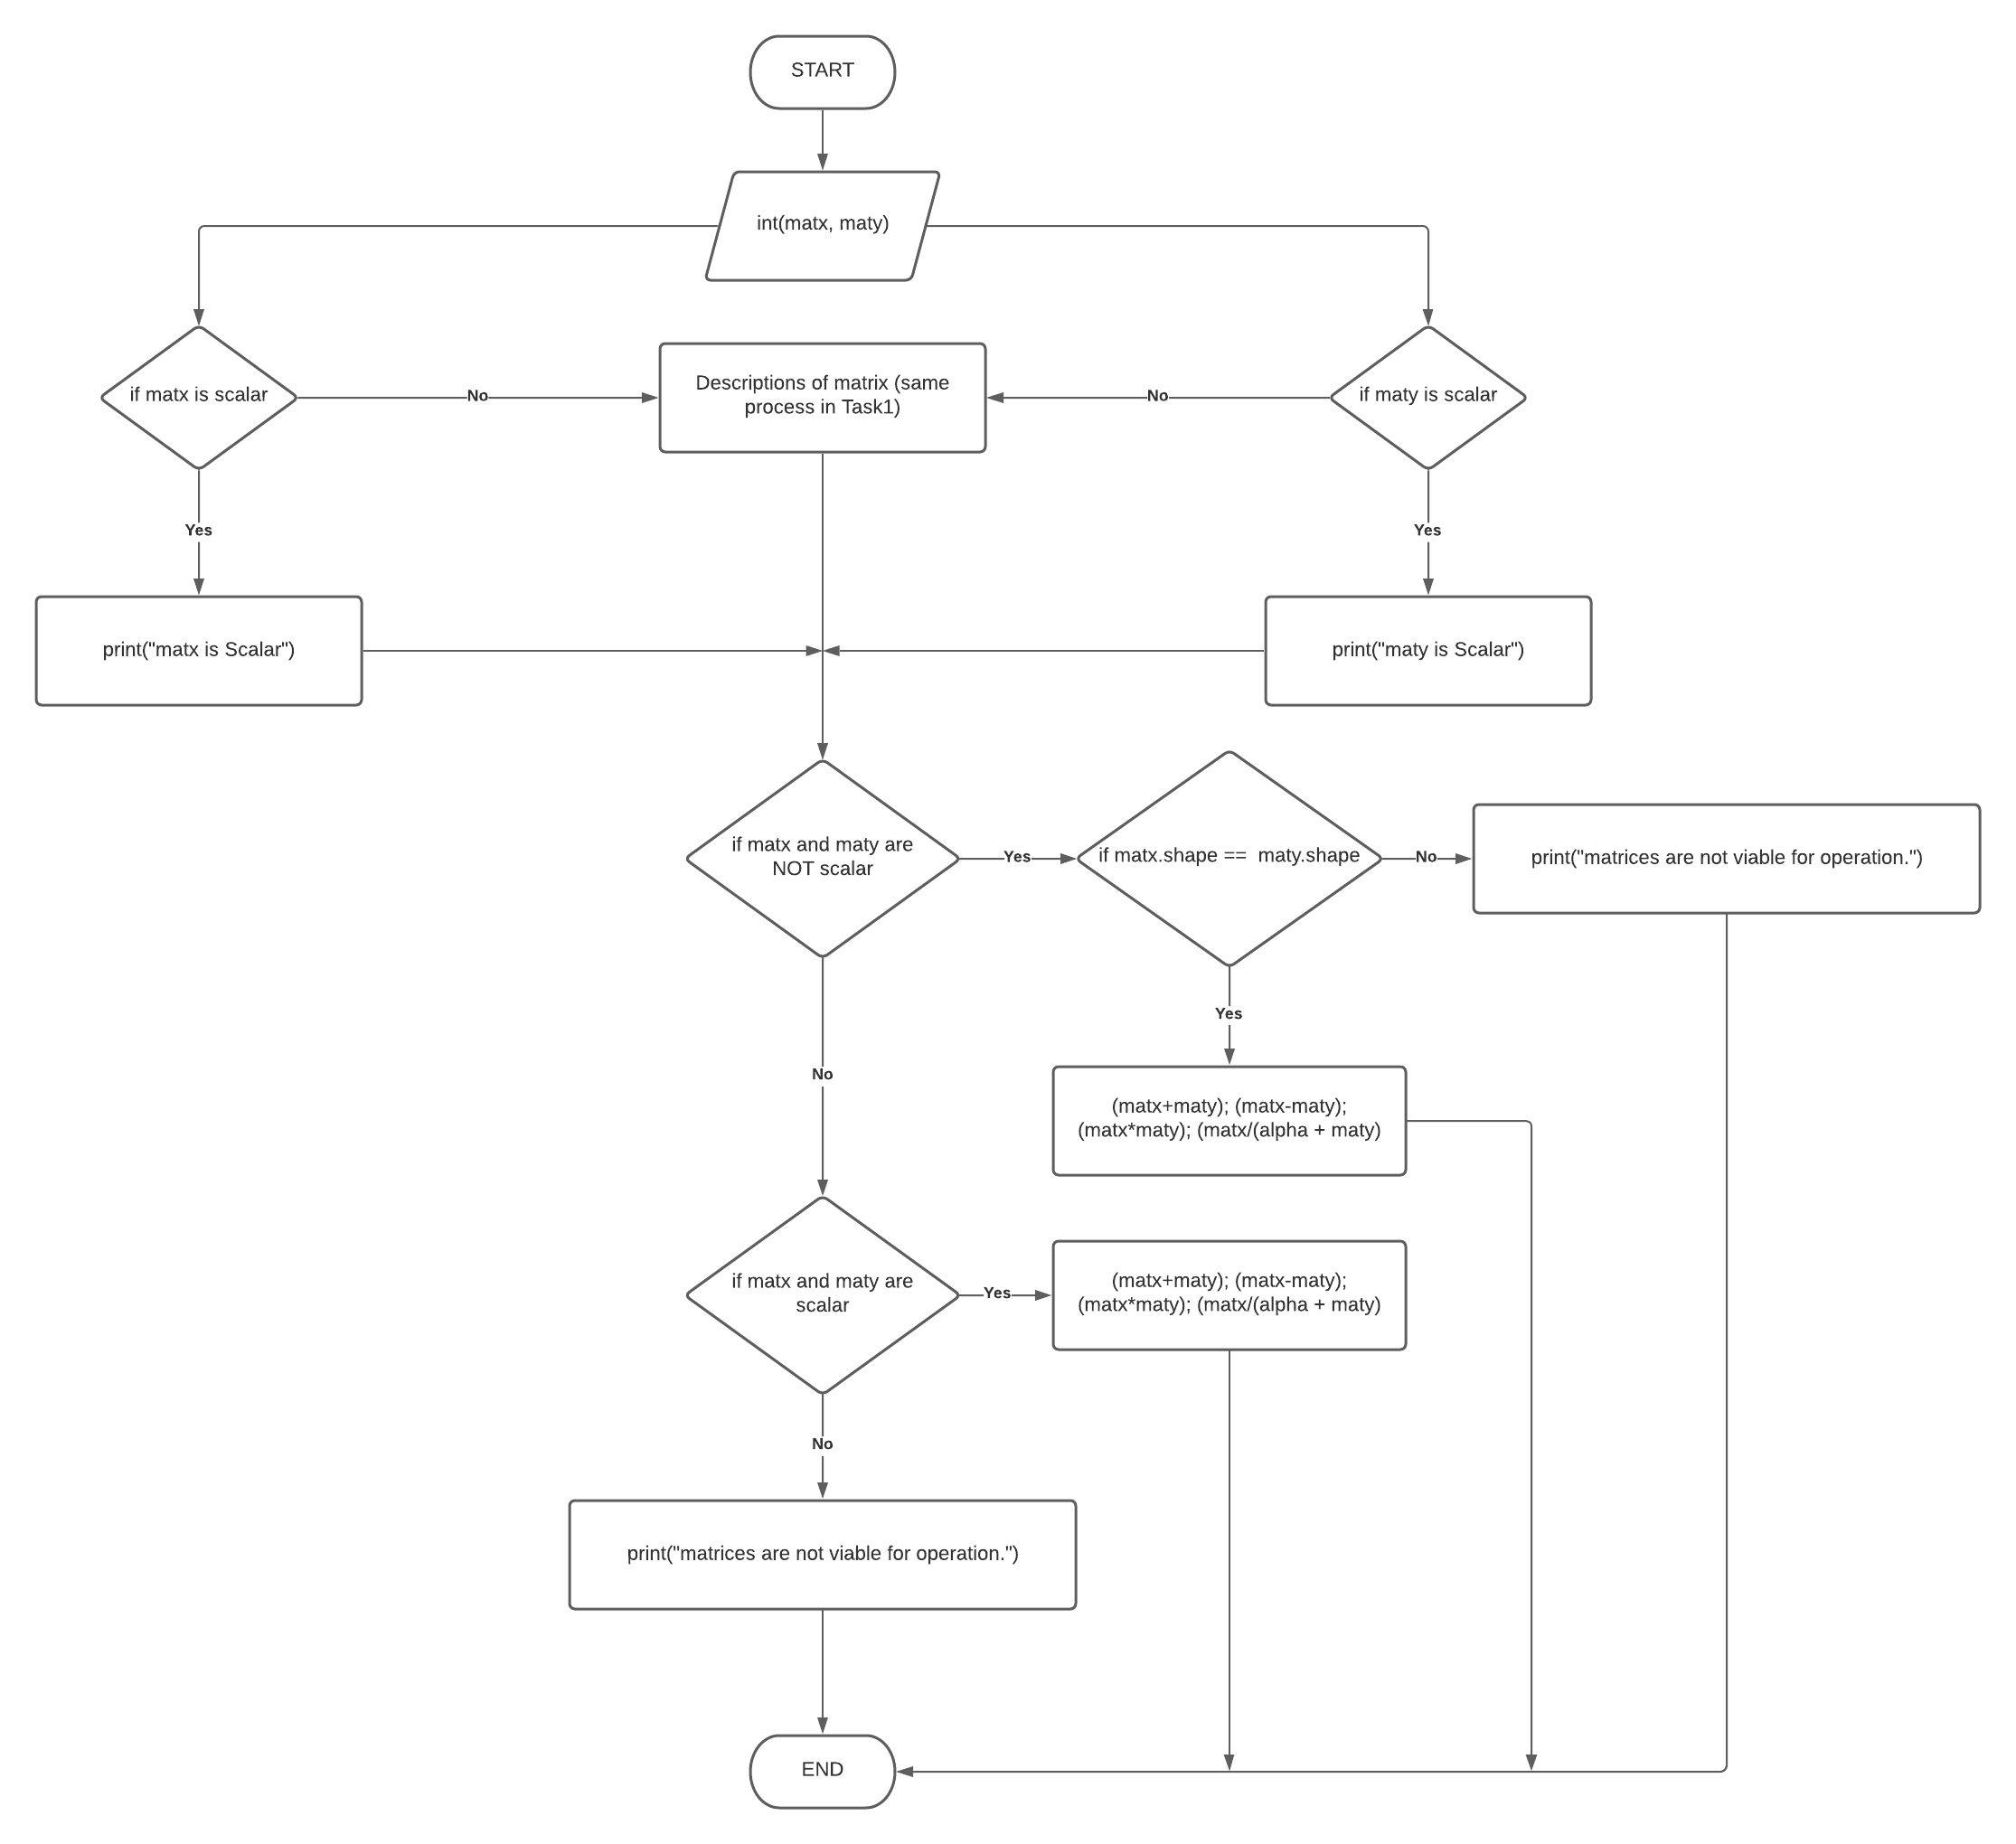 START
int(matx, maty)
if matx is scalar
No
Descriptions of matrix (same
process in Task1)
No
if maty is scalar
Yes
Yes
print("matx is Scalar")
print("maty is Scalar")
if matx and maty are
NOT scalar
Yes
if matx.shape ==  maty.shape
No
print("matrices are not viable for operation.")
Yes
No
(matx+maty); (matx-maty);
(matx*maty); (matx/(alpha + maty)
if matx and maty are
scalar
Yes
(matx+maty); (matx-maty);
(matx*maty); (matx/(alpha + maty)
No
print("matrices are not viable for operation.")
END